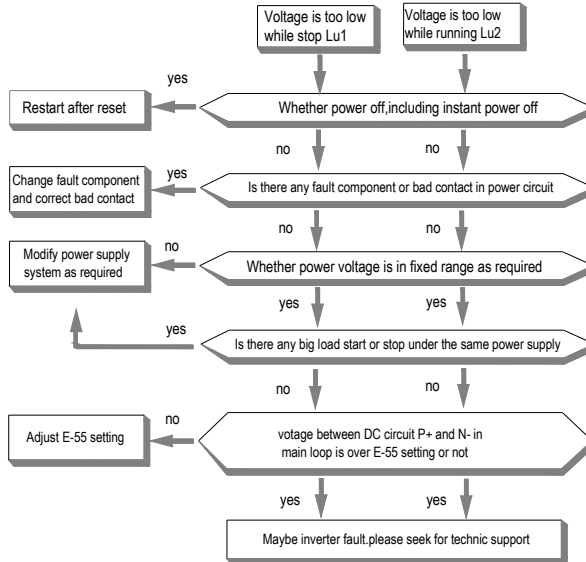 Voltage is too low
while stop Lu1
Voltage is too low
while running Lu2
yes
Restart after reset
Whether power off,including instant power off
no
no
yes
Change fault component
and correct bad contact
Is there any fault component or bad contact in power circuit
no
no
no
Modify power supply
system as required
Whether power voltage is in fixed range as required
yes
yes
yes
Is there any big load start or stop under the same power supply
no
no
no
Adjust E-55 setting
votage between DC circuit P+ and N- in
main loop is over E-55 setting or not
yes
yes
Maybe inverter fault.please seek for technic support